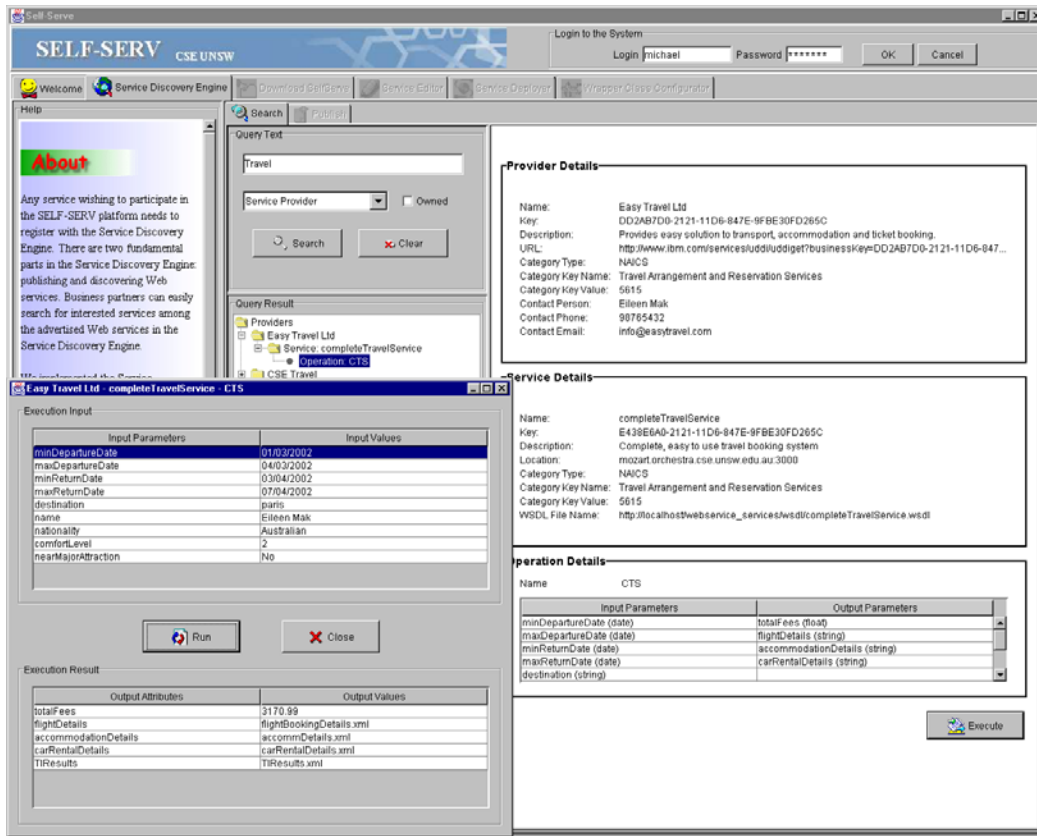 Self-Serve
SELF-SERV CSE UNSW
Login to the System
Login michael Password ******* OK Cancel
Welcome Service Discovery Engine Download SelfServe Service Editor Service Deployer Wrapper Class Configurator
Help
About
Any service wishing to participate in
the SELF-SERV platform needs to
register with the Service Discovery
Engine. There are two fundamental
parts in the Service Discovery Engine:
publishing and discovering Web
services. Business partners can easily
search for interested services among
the advertised Web services in the
Service Discovery Engine.
Search Publish
Query Text
Travel
Service Provider Owned
Search Clear
Query Result
Providers
Easy Travel Ltd
Service: completeTravelService
Operation: CTS
CSE Travel
Provider Details
Name: Easy Travel Ltd
Key: DD2AB7D0-2121-11D6-847E-9FBE30FD265C
Description: Provides easy solution to transport, accommodation and ticket booking.
URL: http://www.ibm.com/services/uddi/uddiget?businessKey=DD2AB7D0-2121-11D6-847...
Category Type: NAICS
Category Key Name: Travel Arrangement and Reservation Services
Category Key Value: 5615
Contact Person: Eileen Mak
Contact Phone: 98765432
Contact Email: info@easytravel.com
Service Details
Name: completeTravelService
Key: E438E6A0-2121-11D6-847E-9FBE30FD265C
Description: Complete, easy to use travel booking system
Location: mozart.orchestra.cse.unsw.edu.au:3000
Category Type: NAICS
Category Key Name: Travel Arrangement and Reservation Services
Category Key Value: 5615
WSDL File Name: http://localhost/webservice_services/wsdl/completeTravelService.wsdl
Operation Details
Name CTS
Input Parameters Output Parameters
minDepartureDate (date) totalFees (float)
maxDepartureDate (date) flightDetails (string)
minReturnDate (date) accommodationDetails (string)
maxReturnDate (date) carRentalDetails (string)
destination (string)
Execute
Easy Travel Ltd - completeTravelService - CTS
Execution Input
Input Parameters Input Values
minDepartureDate 01/03/2002
maxDepartureDate 04/03/2002
minReturnDate 03/04/2002
maxReturnDate 07/04/2002
destination paris
name Eileen Mak
nationality Australian
comfortLevel 2
nearMajorAttraction No
Run Close
Execution Result
Output Attributes Output Values
totalFees 3170.99
flightDetails flightBookingDetails.xml
accommodationDetails accommDetails.xml
carRentalDetails carRentalDetails.xml
TIResults TIResults.xml